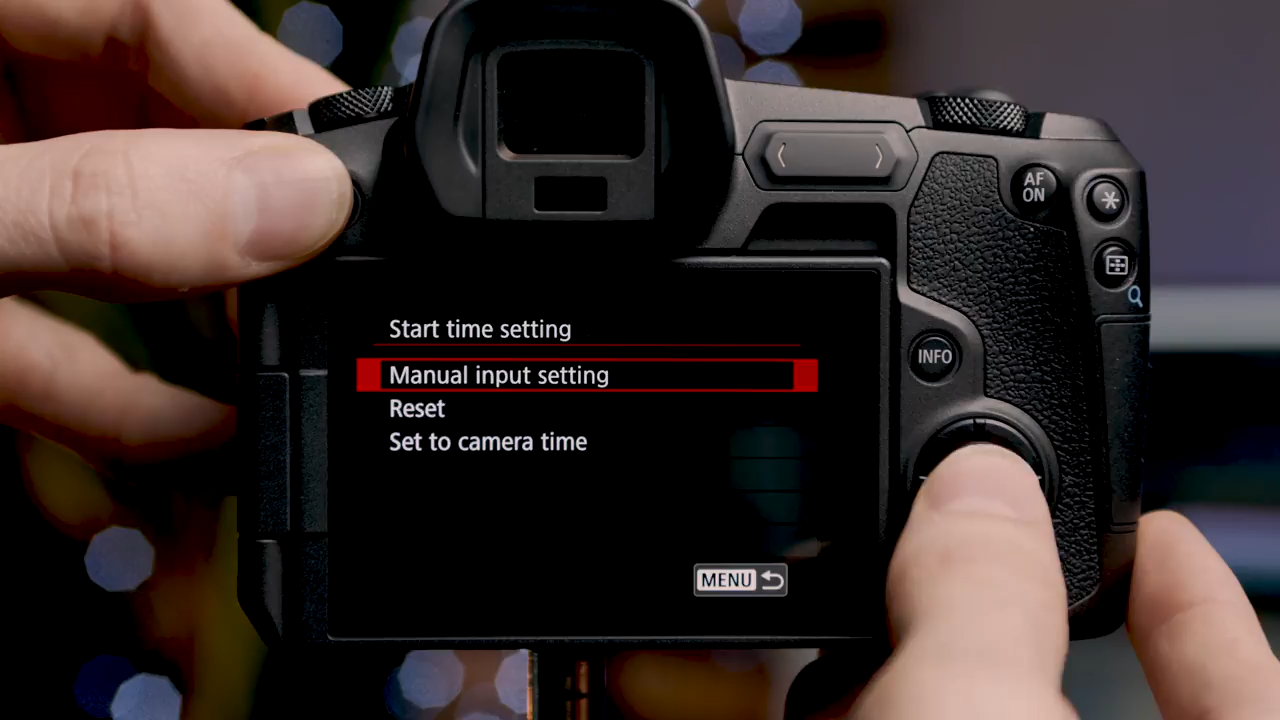 AF
ON
INFO
Start time setting
Manual input setting
Reset
Set to camera time
MENU